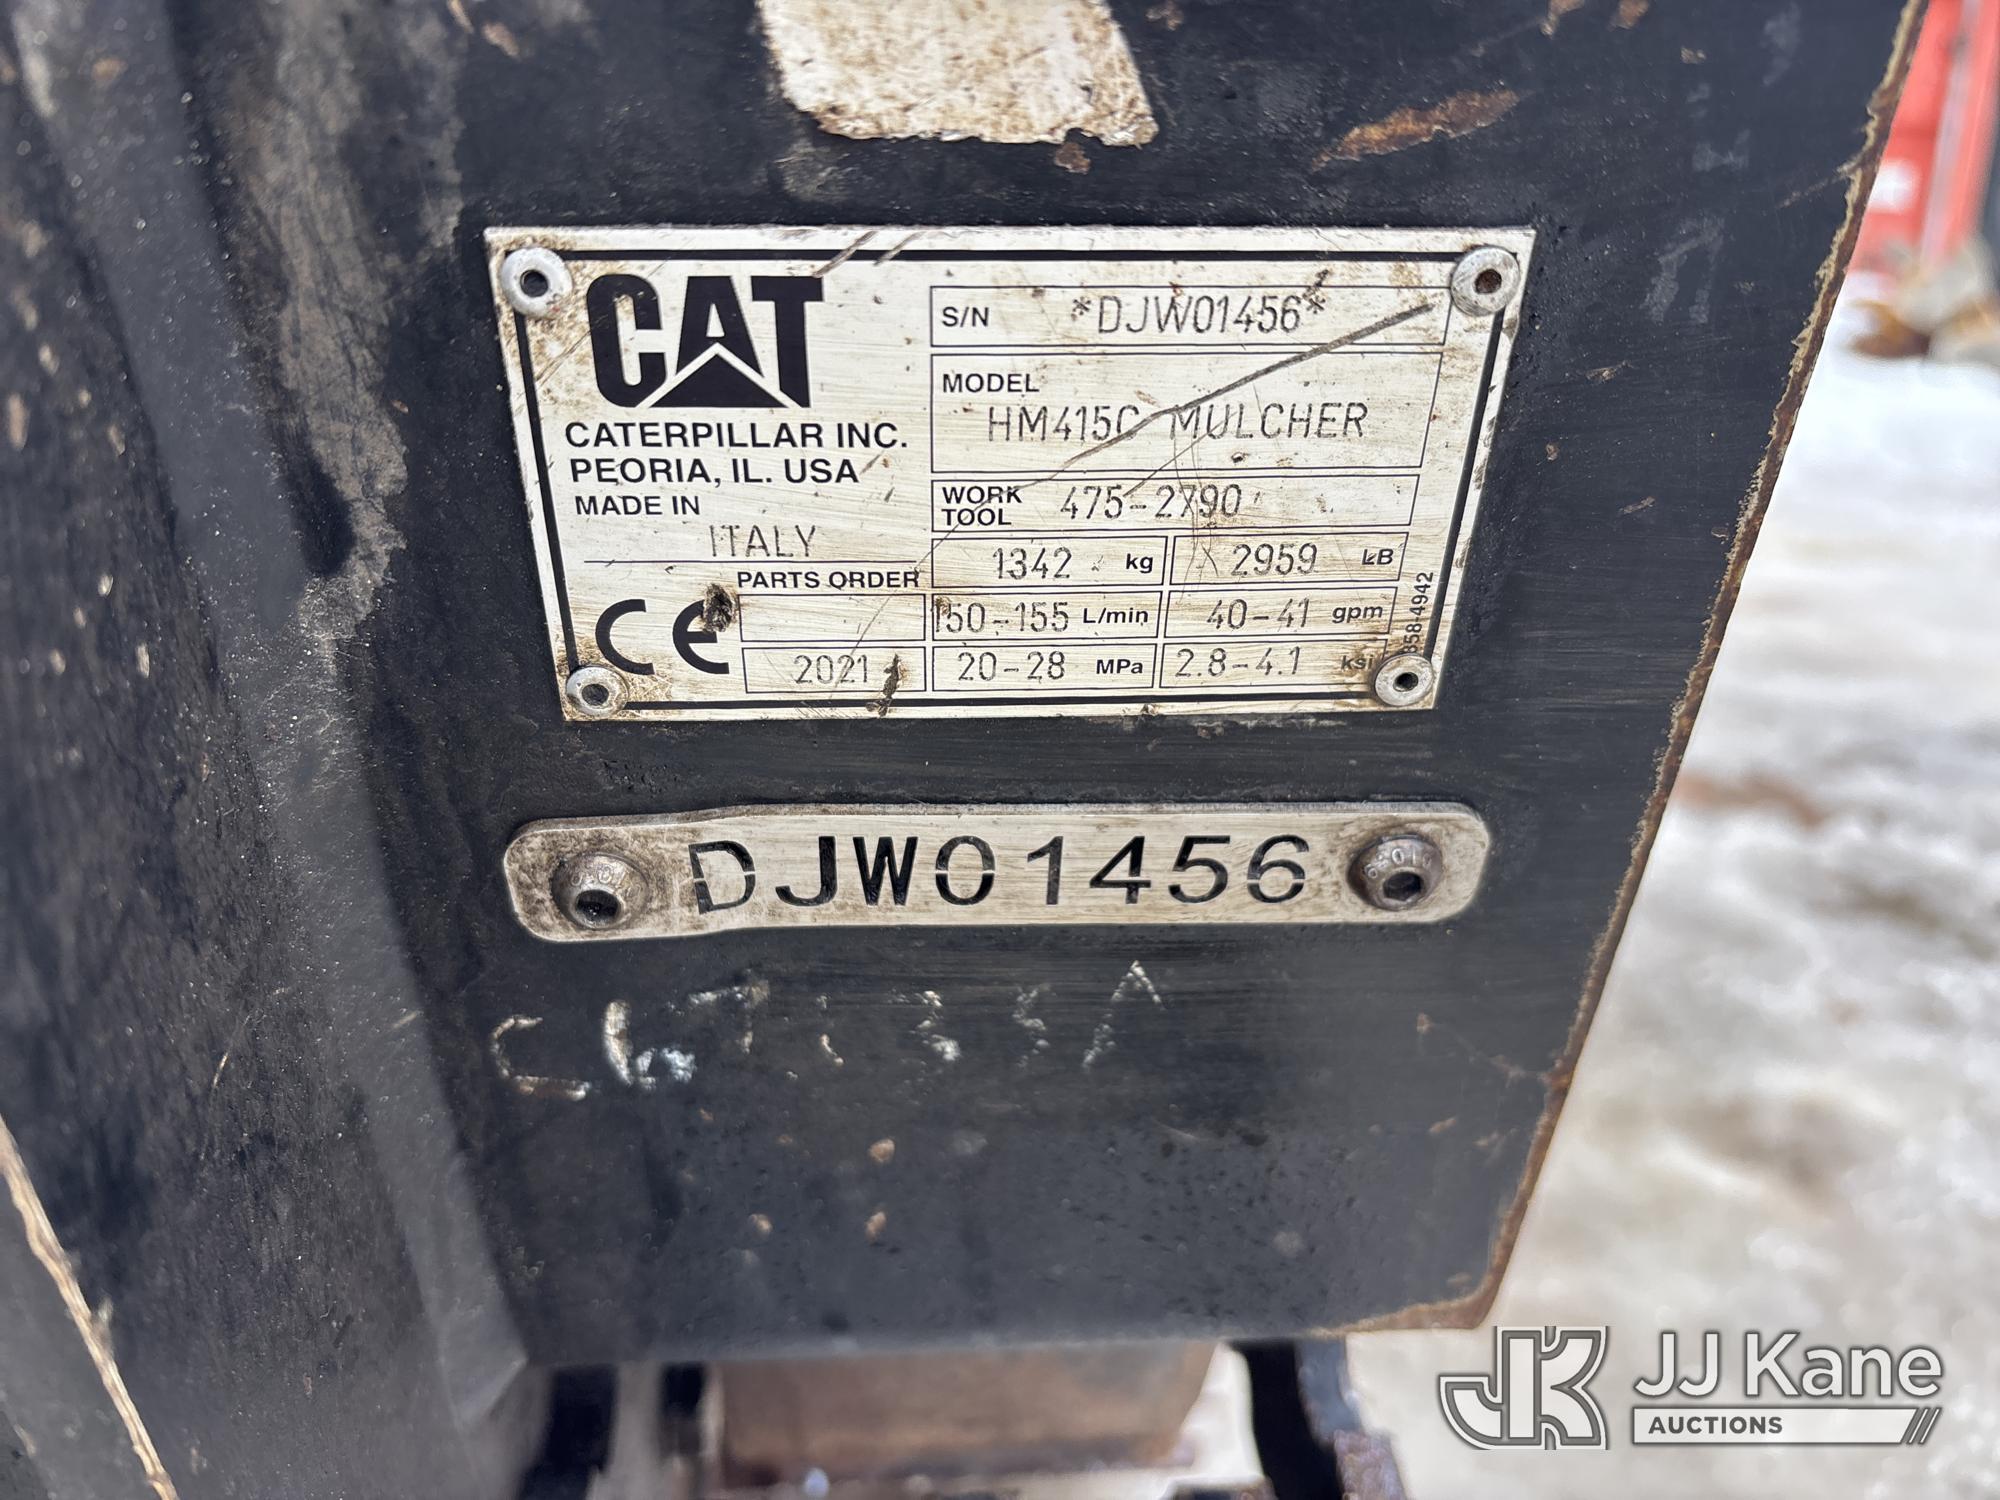 CAT
CATERPILLAR INC.
PEORIA, IL. USA
MADE IN
ITALY
PARTS ORDER
CE
2021
S/N *DJW01456*
MODEL
HM415C MULCHER
WORK TOOL 475-2790
1342 kg 2959 LB
150-155 L/min 40-41 gpm
20-28 MPa 2.8-4.1 ksi
358-4942
DJW01456
JJ Kane
AUCTIONS